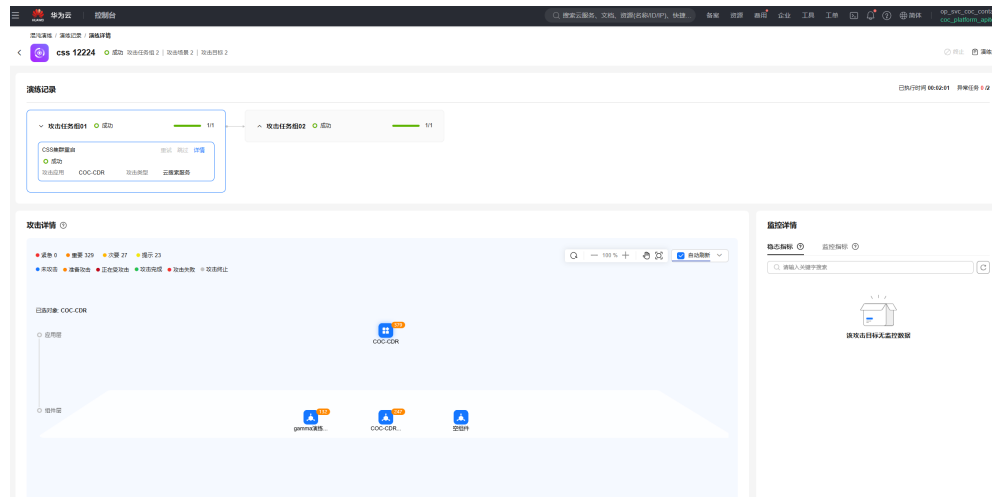 华为云 控制台 搜索云服务、文档、资源(名称/ID/IP)、快捷... 备案 资源 费用 企业 工具 工单 简体 op_svc_coc_conta
coc_platform_apit
混沌演练 / 演练记录 / 演练详情
css 12224 成功 攻击任务组 2 | 攻击场景 2 | 攻击目标 2 终止 演练
演练记录 已执行时间 00:02:01 异常任务 0 /2
攻击任务组01 成功 1/1 攻击任务组02 成功 1/1
CSS集群重启 重试 跳过 详情
成功
攻击应用 COC-CDR 攻击类型 云搜索服务
攻击详情 监控详情
稳态指标 监控指标
紧急 0 重要 329 次要 27 提示 23 100 % 自动刷新
请输入关键字搜索
未攻击 准备攻击 正在受攻击 攻击完成 攻击失败 攻击终止
已选对象: COC-CDR
应用层
COC-CDR
该攻击目标无监控数据
组件层
gamma演练... COC-CDR... 空组件